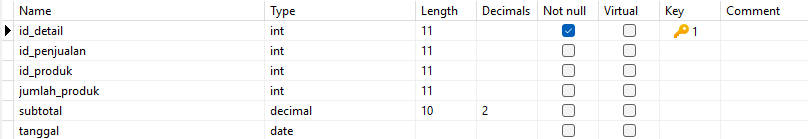 Name Type Length Decimals Not null Virtual Key Comment
id_detail int 11 1
id_penjualan int 11
id_produk int 11
jumlah_produk int 11
subtotal decimal 10 2
tanggal date